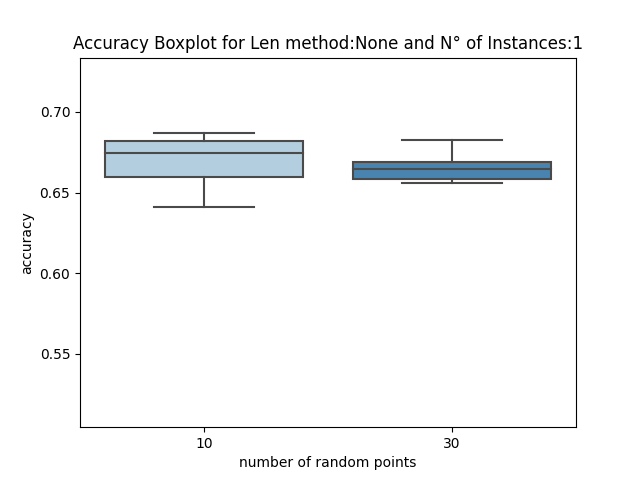 Accuracy Boxplot for Len method:None and N° of Instances:1
0.70
0.65
0.60
0.55
accuracy
10 30
number of random points